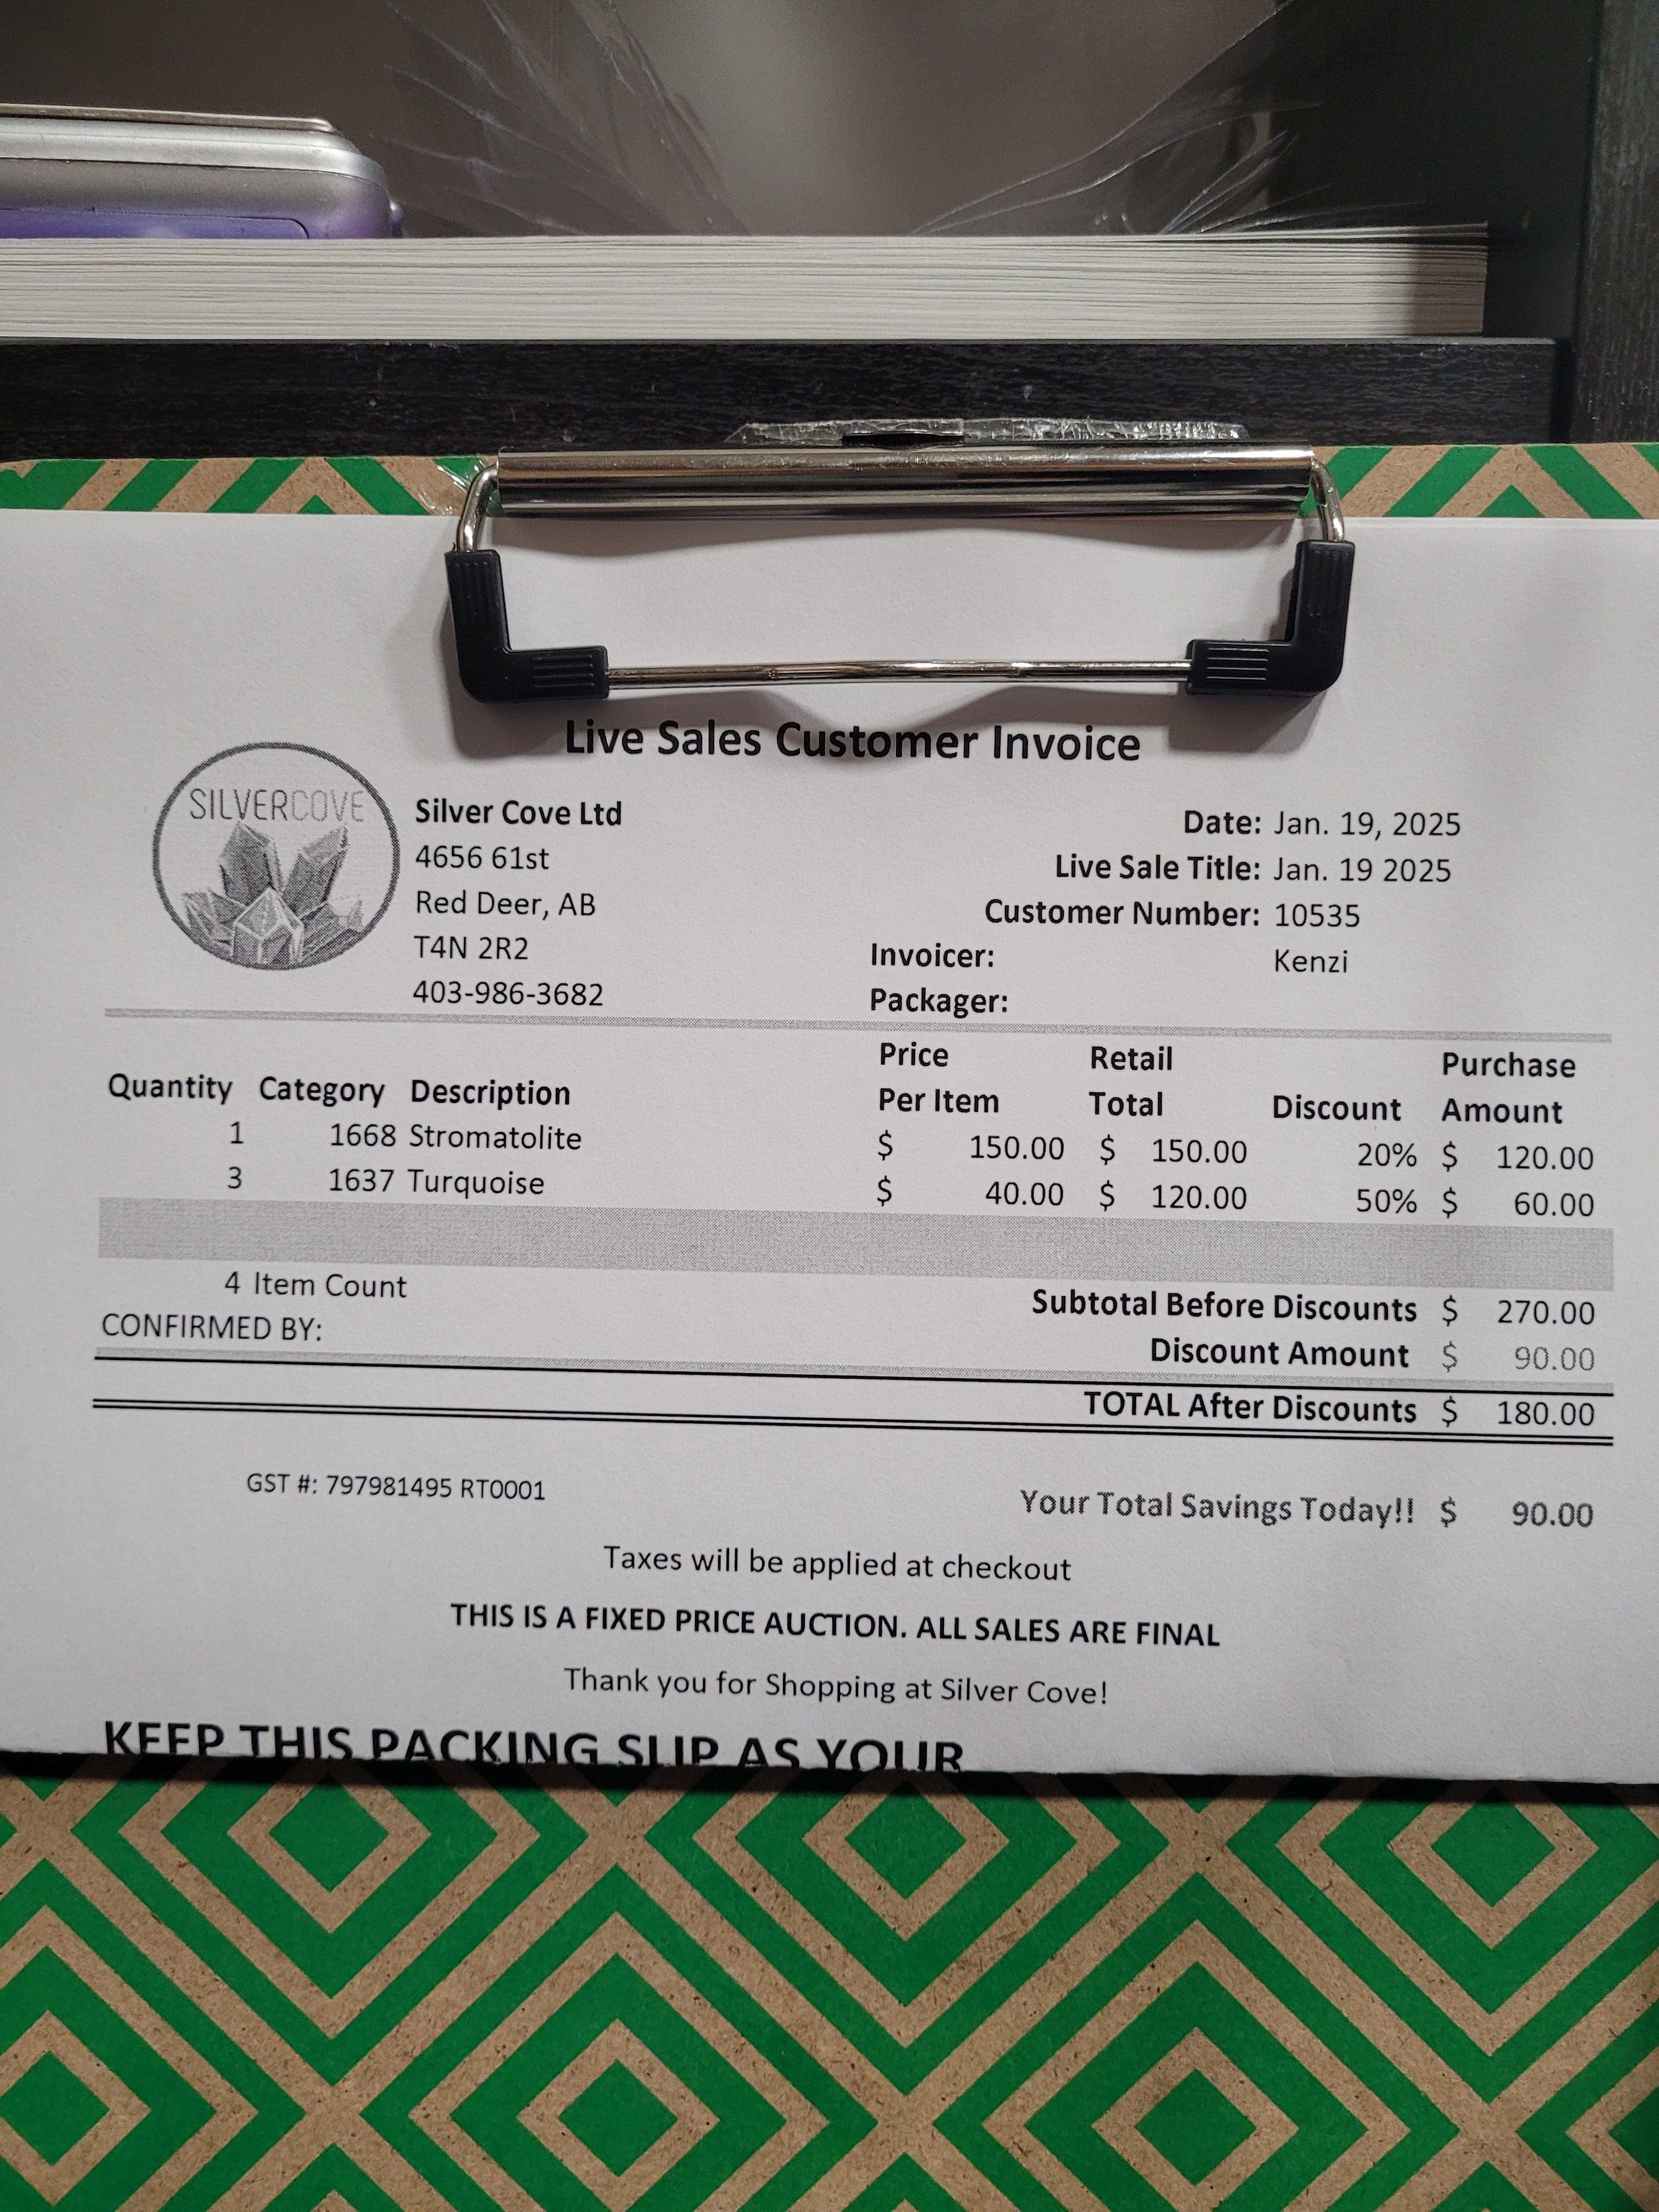 Live Sales Customer Invoice
SILVERCOVE
Silver Cove Ltd
4656 61st
Red Deer, AB
T4N 2R2
403-986-3682
Date: Jan. 19, 2025
Live Sale Title: Jan. 19 2025
Customer Number: 10535
Invoicer: Kenzi
Packager:
Quantity Category Description Price Per Item Retail Total Discount Purchase Amount
1 1668 Stromatolite $ 150.00 $ 150.00 20% $ 120.00
3 1637 Turquoise $ 40.00 $ 120.00 50% $ 60.00
4 Item Count
CONFIRMED BY:
Subtotal Before Discounts $ 270.00
Discount Amount $ 90.00
TOTAL After Discounts $ 180.00
GST #: 797981495 RT0001
Your Total Savings Today!! $ 90.00
Taxes will be applied at checkout
THIS IS A FIXED PRICE AUCTION. ALL SALES ARE FINAL
Thank you for Shopping at Silver Cove!
KEEP THIS PACKING SLIP AS YOUR